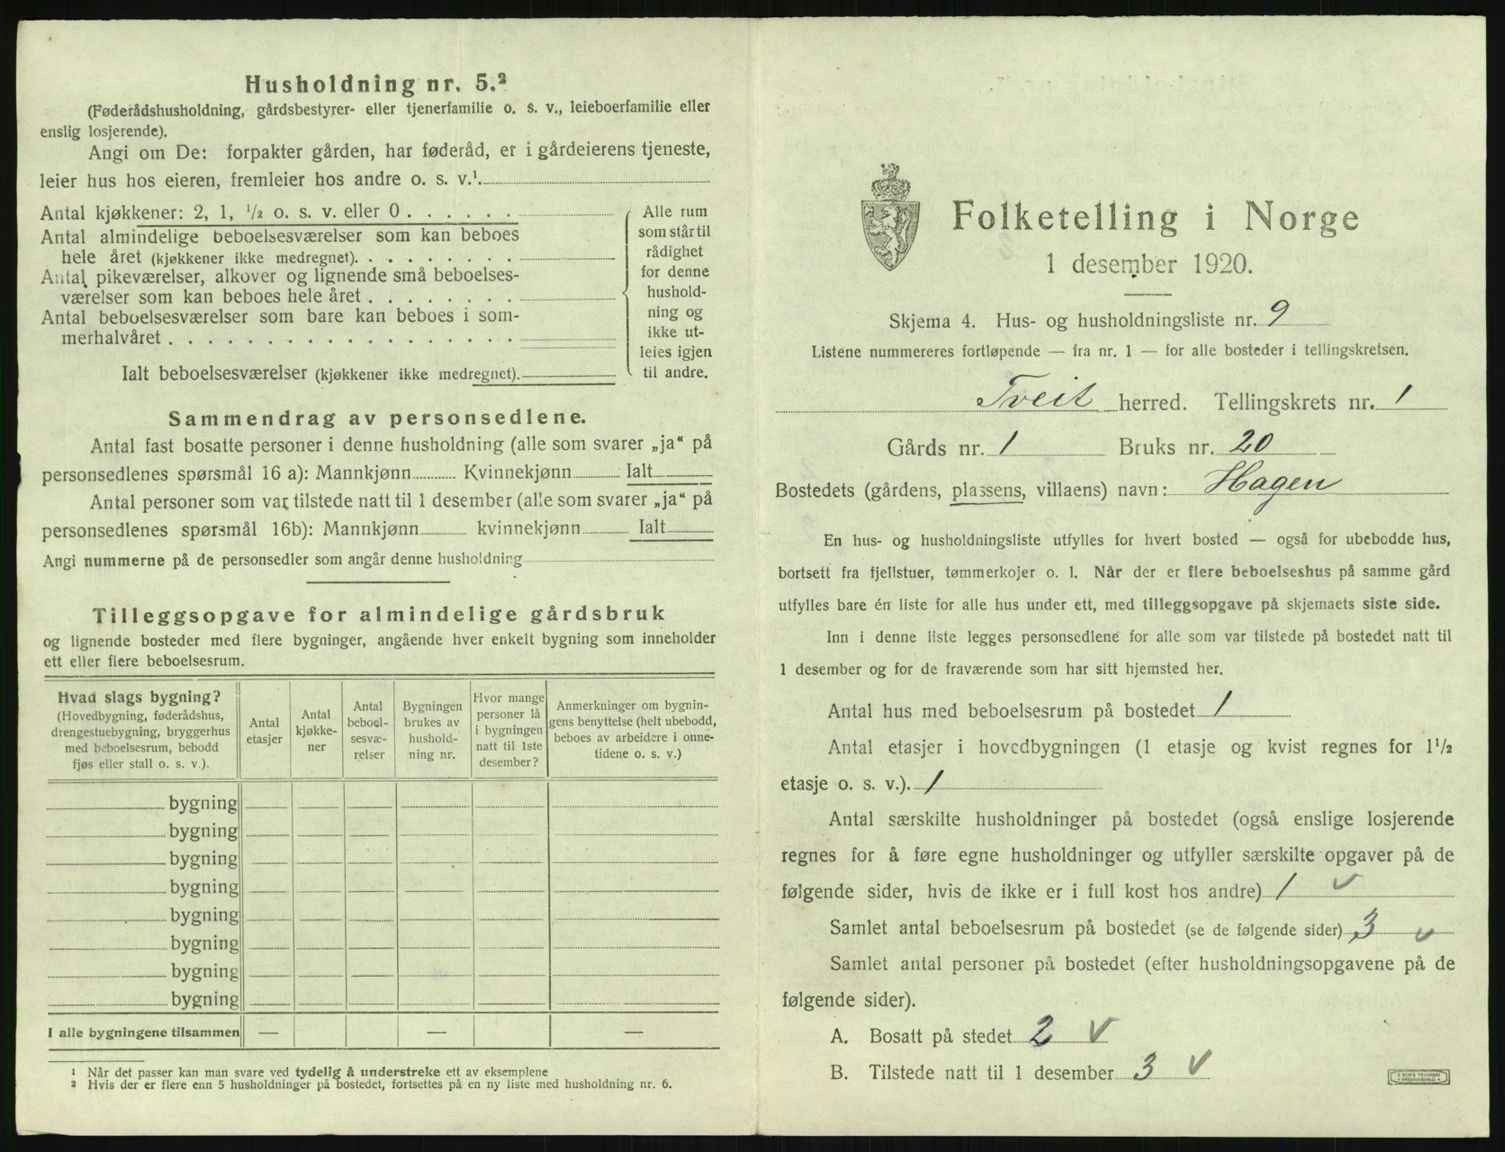 Husholdning nr. 5.²
(Føderådshusholdning, gårdsbestyrer- eller tjenerfamilie o. s. v., leieboerfamilie eller
enslig losjerende).
Angi om De: forpakter gården, har føderåd, er i gårdeierens tjeneste,
leier hus hos eieren, fremleier hos andre o. s. v.¹
Antal kjøkkener: 2, 1, ½ o. s. v. eller 0
Antal almindelige beboelsesværelser som kan beboes
hele året (kjøkkener ikke medregnet).
Antal pikeværelser, alkover og lignende små beboelses-
værelser som kan beboes hele året
Antal beboelsesværelser som bare kan beboes i som-
merhalvåret
Ialt beboelsesværelser (kjøkkener ikke medregnet).
Alle rum
som står til
rådighet
for denne
hushold-
ning og
ikke ut-
leies igjen
til andre.
Sammendrag av personsedlene.
Antal fast bosatte personer i denne husholdning (alle som svarer „ja“ på
personsedlenes spørsmål 16 a): Mannkjønn Kvinnekjønn Ialt
Antal personer som var tilstede natt til 1 desember (alle som svarer „ja“ på
personsedlenes spørsmål 16b): Mannkjønn kvinnekjønn Ialt
Angi nummerne på de personsedler som angår denne husholdning
Tilleggsopgave for almindelige gårdsbruk
og lignende bosteder med flere bygninger, angående hver enkelt bygning som inneholder
ett eller flere beboelsesrum.
Hvad slags bygning?
(Hovedbygning, føderådshus,
drengestuebygning, bryggerhus
med beboelsesrum, bebodd
fjøs eller stall o. s. v.).
Antal
etasjer
Antal
kjøkke-
ner
Antal
beboel-
sesvæ-
relser
Bygningen
brukes av
hushold-
ning nr.
Hvor mange
personer lå
i bygningen
natt til 1ste
desember?
Anmerkninger om bygnin-
gens benyttelse (helt ubebodd,
beboes av arbeidere i onne-
tidene o. s. v.)
bygning
bygning
bygning
bygning
bygning
bygning
bygning
bygning
I alle bygningene tilsammen — — —
¹ Når det passer kan man svare ved tydelig å understreke ett av eksemplene
² Hvis der er flere enn 5 husholdninger på bostedet, fortsettes på en ny liste med husholdning nr. 6.
Folketelling i Norge
1 desember 1920.
Skjema 4. Hus- og husholdningsliste nr. 9
Listene nummereres fortløpende — fra nr. 1 — for alle bosteder i tellingskretsen.
Tveit herred. Tellingskrets nr. 1
Gårds nr. 1 Bruks nr. 20
Bostedets (gårdens, plassens, villaens) navn: Hagen
En hus- og husholdningsliste utfylles for hvert bosted — også for ubebodde hus,
bortsett fra fjellstuer, tømmerkojer o. l. Når der er flere beboelseshus på samme gård
utfylles bare én liste for alle hus under ett, med tilleggsopgave på skjemaets siste side.
Inn i denne liste legges personsedlene for alle som var tilstede på bostedet natt til
1 desember og for de fraværende som har sitt hjemsted her.
Antal hus med beboelsesrum på bostedet 1
Antal etasjer i hovedbygningen (1 etasje og kvist regnes for 1½
etasje o. s. v.). 1
Antal særskilte husholdninger på bostedet (også enslige losjerende
regnes for å føre egne husholdninger og utfyller særskilte opgaver på de
følgende sider, hvis de ikke er i full kost hos andre) 1 v
Samlet antal beboelsesrum på bostedet (se de følgende sider) 3 v
Samlet antal personer på bostedet (efter husholdningsopgavene på de
følgende sider).
A. Bosatt på stedet 2 v
B. Tilstede natt til 1 desember 3 v